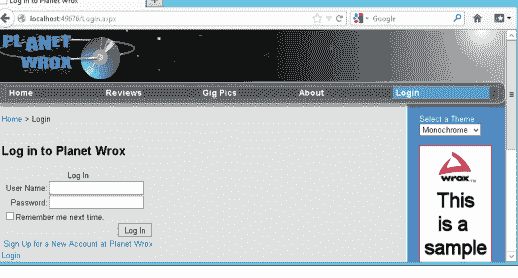 Log in to Planet Wrox
localhost:49676/Login.aspx
Google
PLANET
WROX
Home Reviews Gig Pics About Login
Home > Login
Select a Theme
Monochrome
Log in to Planet Wrox
Log In
User Name:
Password:
Remember me next time.
Log In
Sign Up for a New Account at Planet Wrox
Login
wrox
This
is a
sample